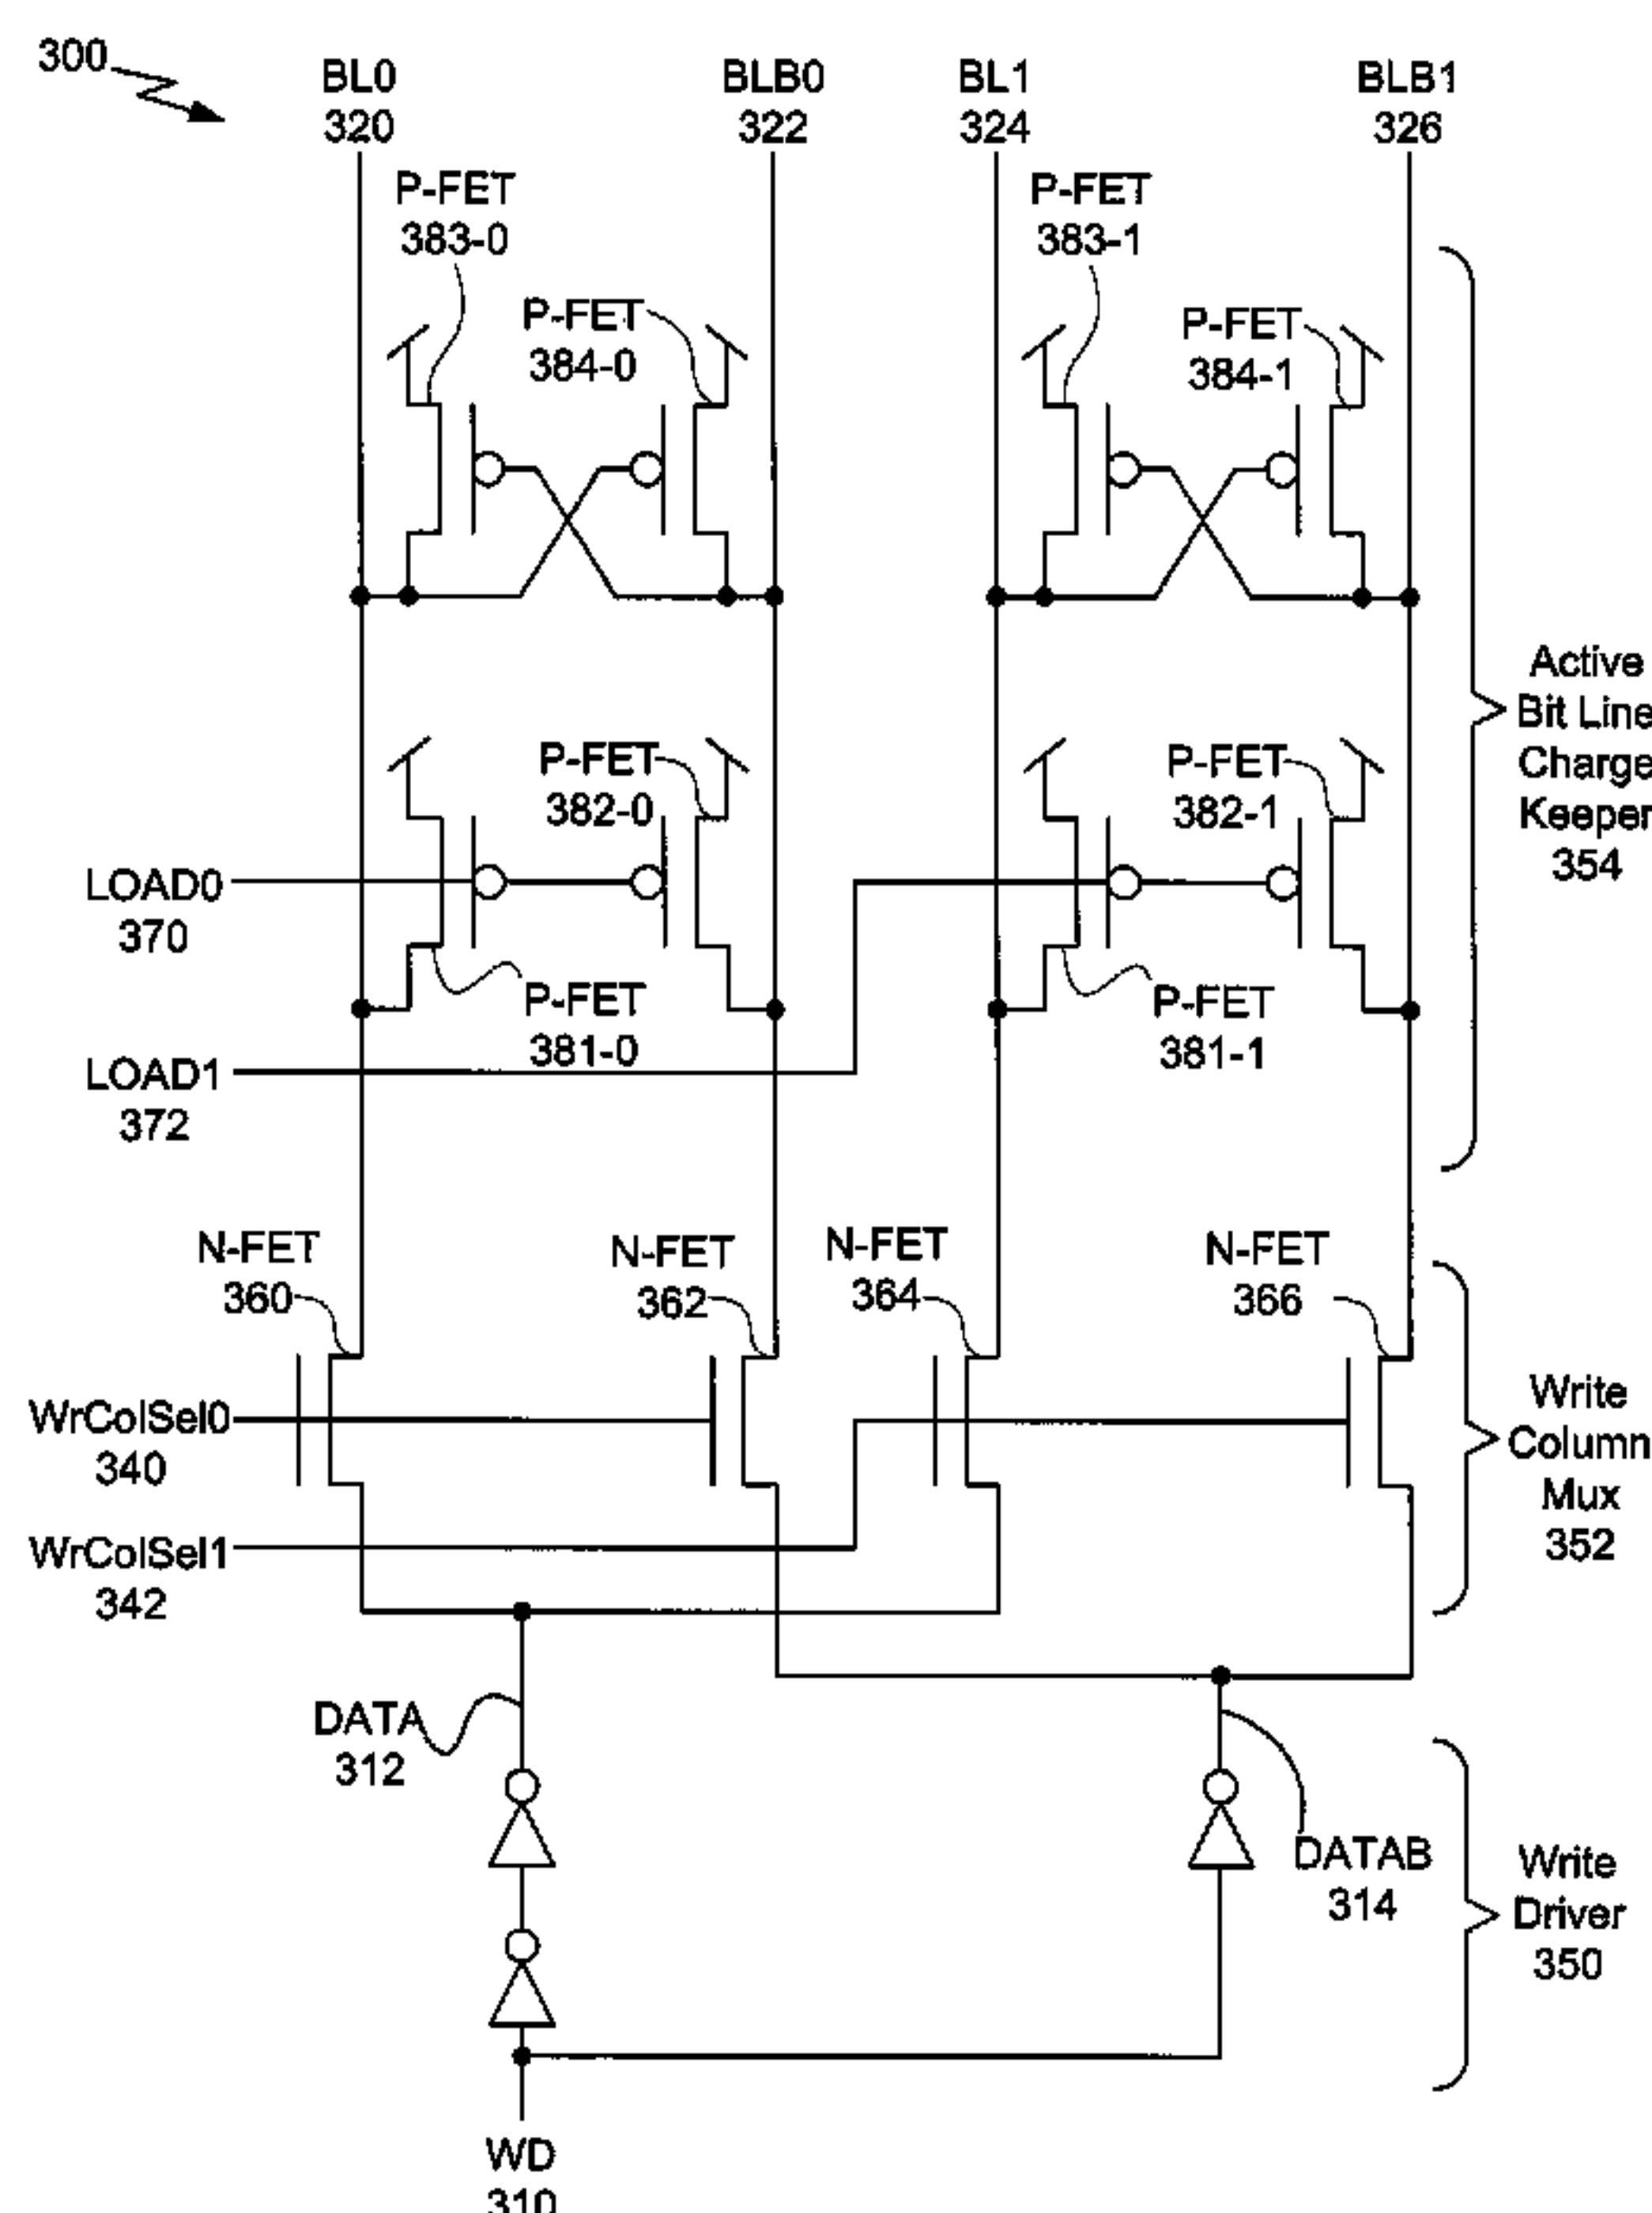 300
BL0
320
BLB0
322
BL1
324
BLB1
326
P-FET
383-0
P-FET
384-0
P-FET
383-1
P-FET
384-1
Active
Bit Line
Charge
Keeper
354
P-FET
382-0
P-FET
382-1
LOAD0
370
P-FET
381-0
P-FET
381-1
LOAD1
372
N-FET
360
N-FET
362
N-FET
364
N-FET
366
WrColSel0
340
WrColSel1
342
Write
Column
Mux
352
DATA
312
DATAB
314
Write
Driver
350
WD
310